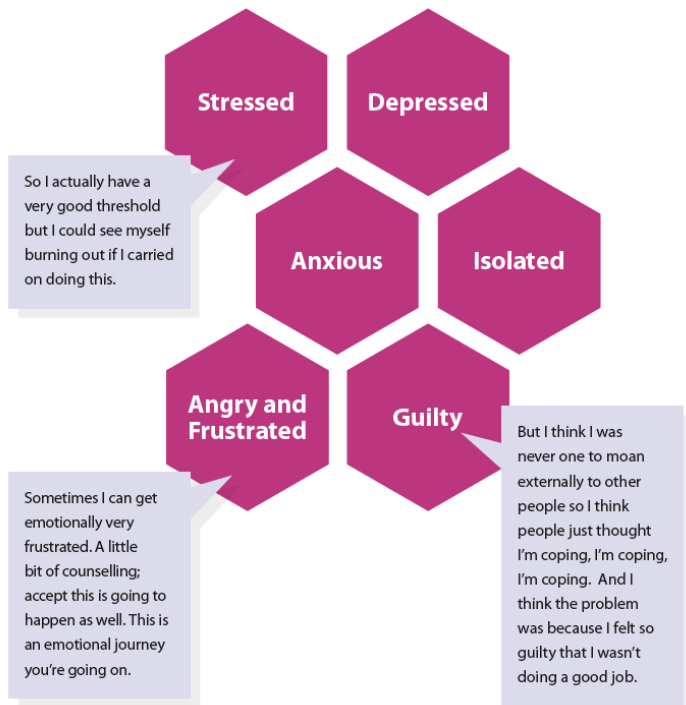 Stressed
Depressed
So I actually have a
very good threshold
but I could see myself
burning out if I carried
on doing this.
Anxious
Isolated
Angry and
Frustrated
Guilty
Sometimes I can get
emotionally very
frustrated. A little
bit of counselling;
accept this is going to
happen as well. This is
an emotional journey
you’re going on.
But I think I was
never one to moan
externally to other
people so I think
people just thought
I’m coping, I’m coping,
I’m coping.  And I
think the problem
was because I felt so
guilty that I wasn’t
doing a good job.